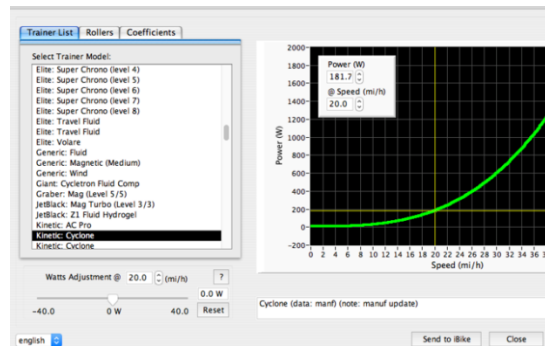 Trainer List Rollers Coefficients
Select Trainer Model:
Elite: Super Chrono (level 4)
Elite: Super Chrono (level 5)
Elite: Super Chrono (level 6)
Elite: Super Chrono (level 7)
Elite: Super Chrono (level 8)
Elite: Travel Fluid
Elite: Travel Fluid
Elite: Volare
Generic: Fluid
Generic: Magnetic (Medium)
Generic: Wind
Giant: Cycletron Fluid Comp
Graber: Mag (Level 5/5)
JetBlack: Mag Turbo (Level 3/3)
JetBlack: Z1 Fluid Hydrogel
Kinetic: AC Pro
Kinetic: Cyclone
Kinetic: Cyclone
Watts Adjustment @ 20.0 (mi/h) ?
0.0 W
-40.0 0 W 40.0 Reset
english
2000
1800
1600
1400
1200
1000
800
600
400
200
0
-200
Power (W)
Power (W)
181.7
@ Speed (mi/h)
20.0
0 2 4 6 8 10 12 14 16 18 20 22 24 26 28 30 32 34 36
Speed (mi/h)
Cyclone (data: manf) (note: manuf update)
Send to iBike Close